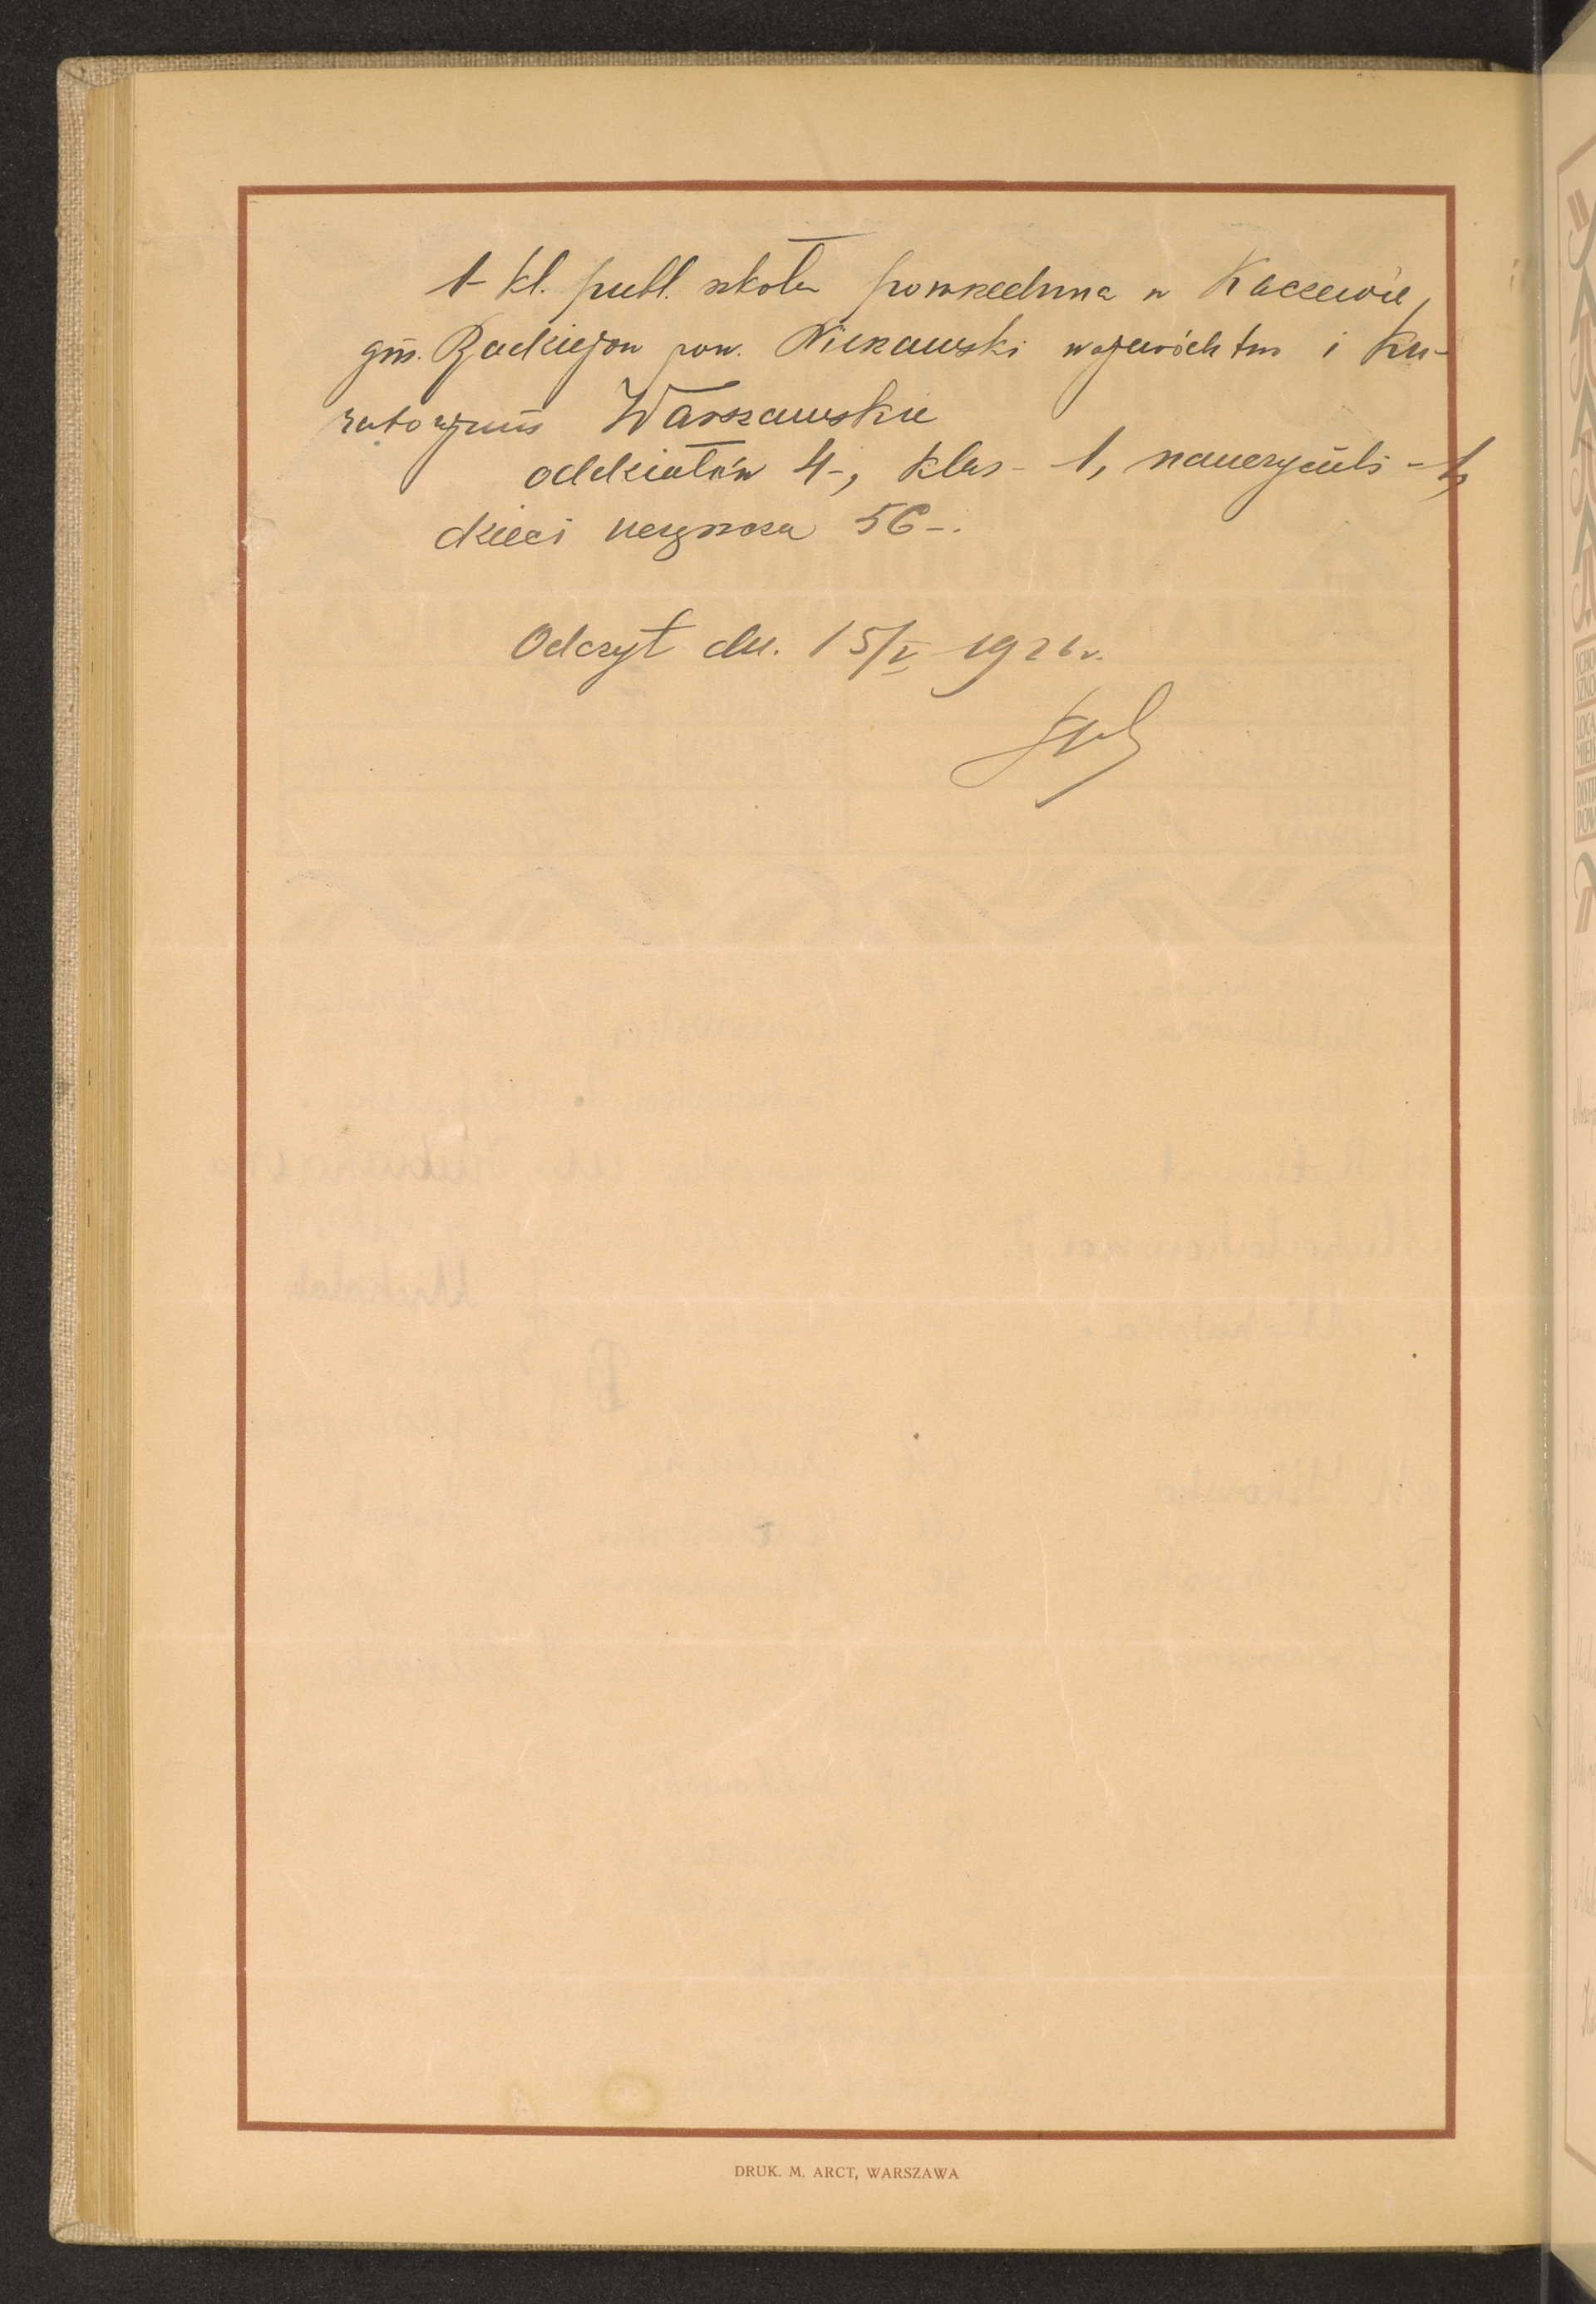 1 kl. publ. szkoła powszechna w Kaczewie,
gm. Radziejów pow. Nieszawski województwo i Ku-
ratorjum Warszawskie
oddziałów 4-, klas - 1, nauczycieli - 1,
dzieci uczęszcza 56-.
Odczyt dn. 15/V 1926 r.
DRUK. M. ARCT, WARSZAWA